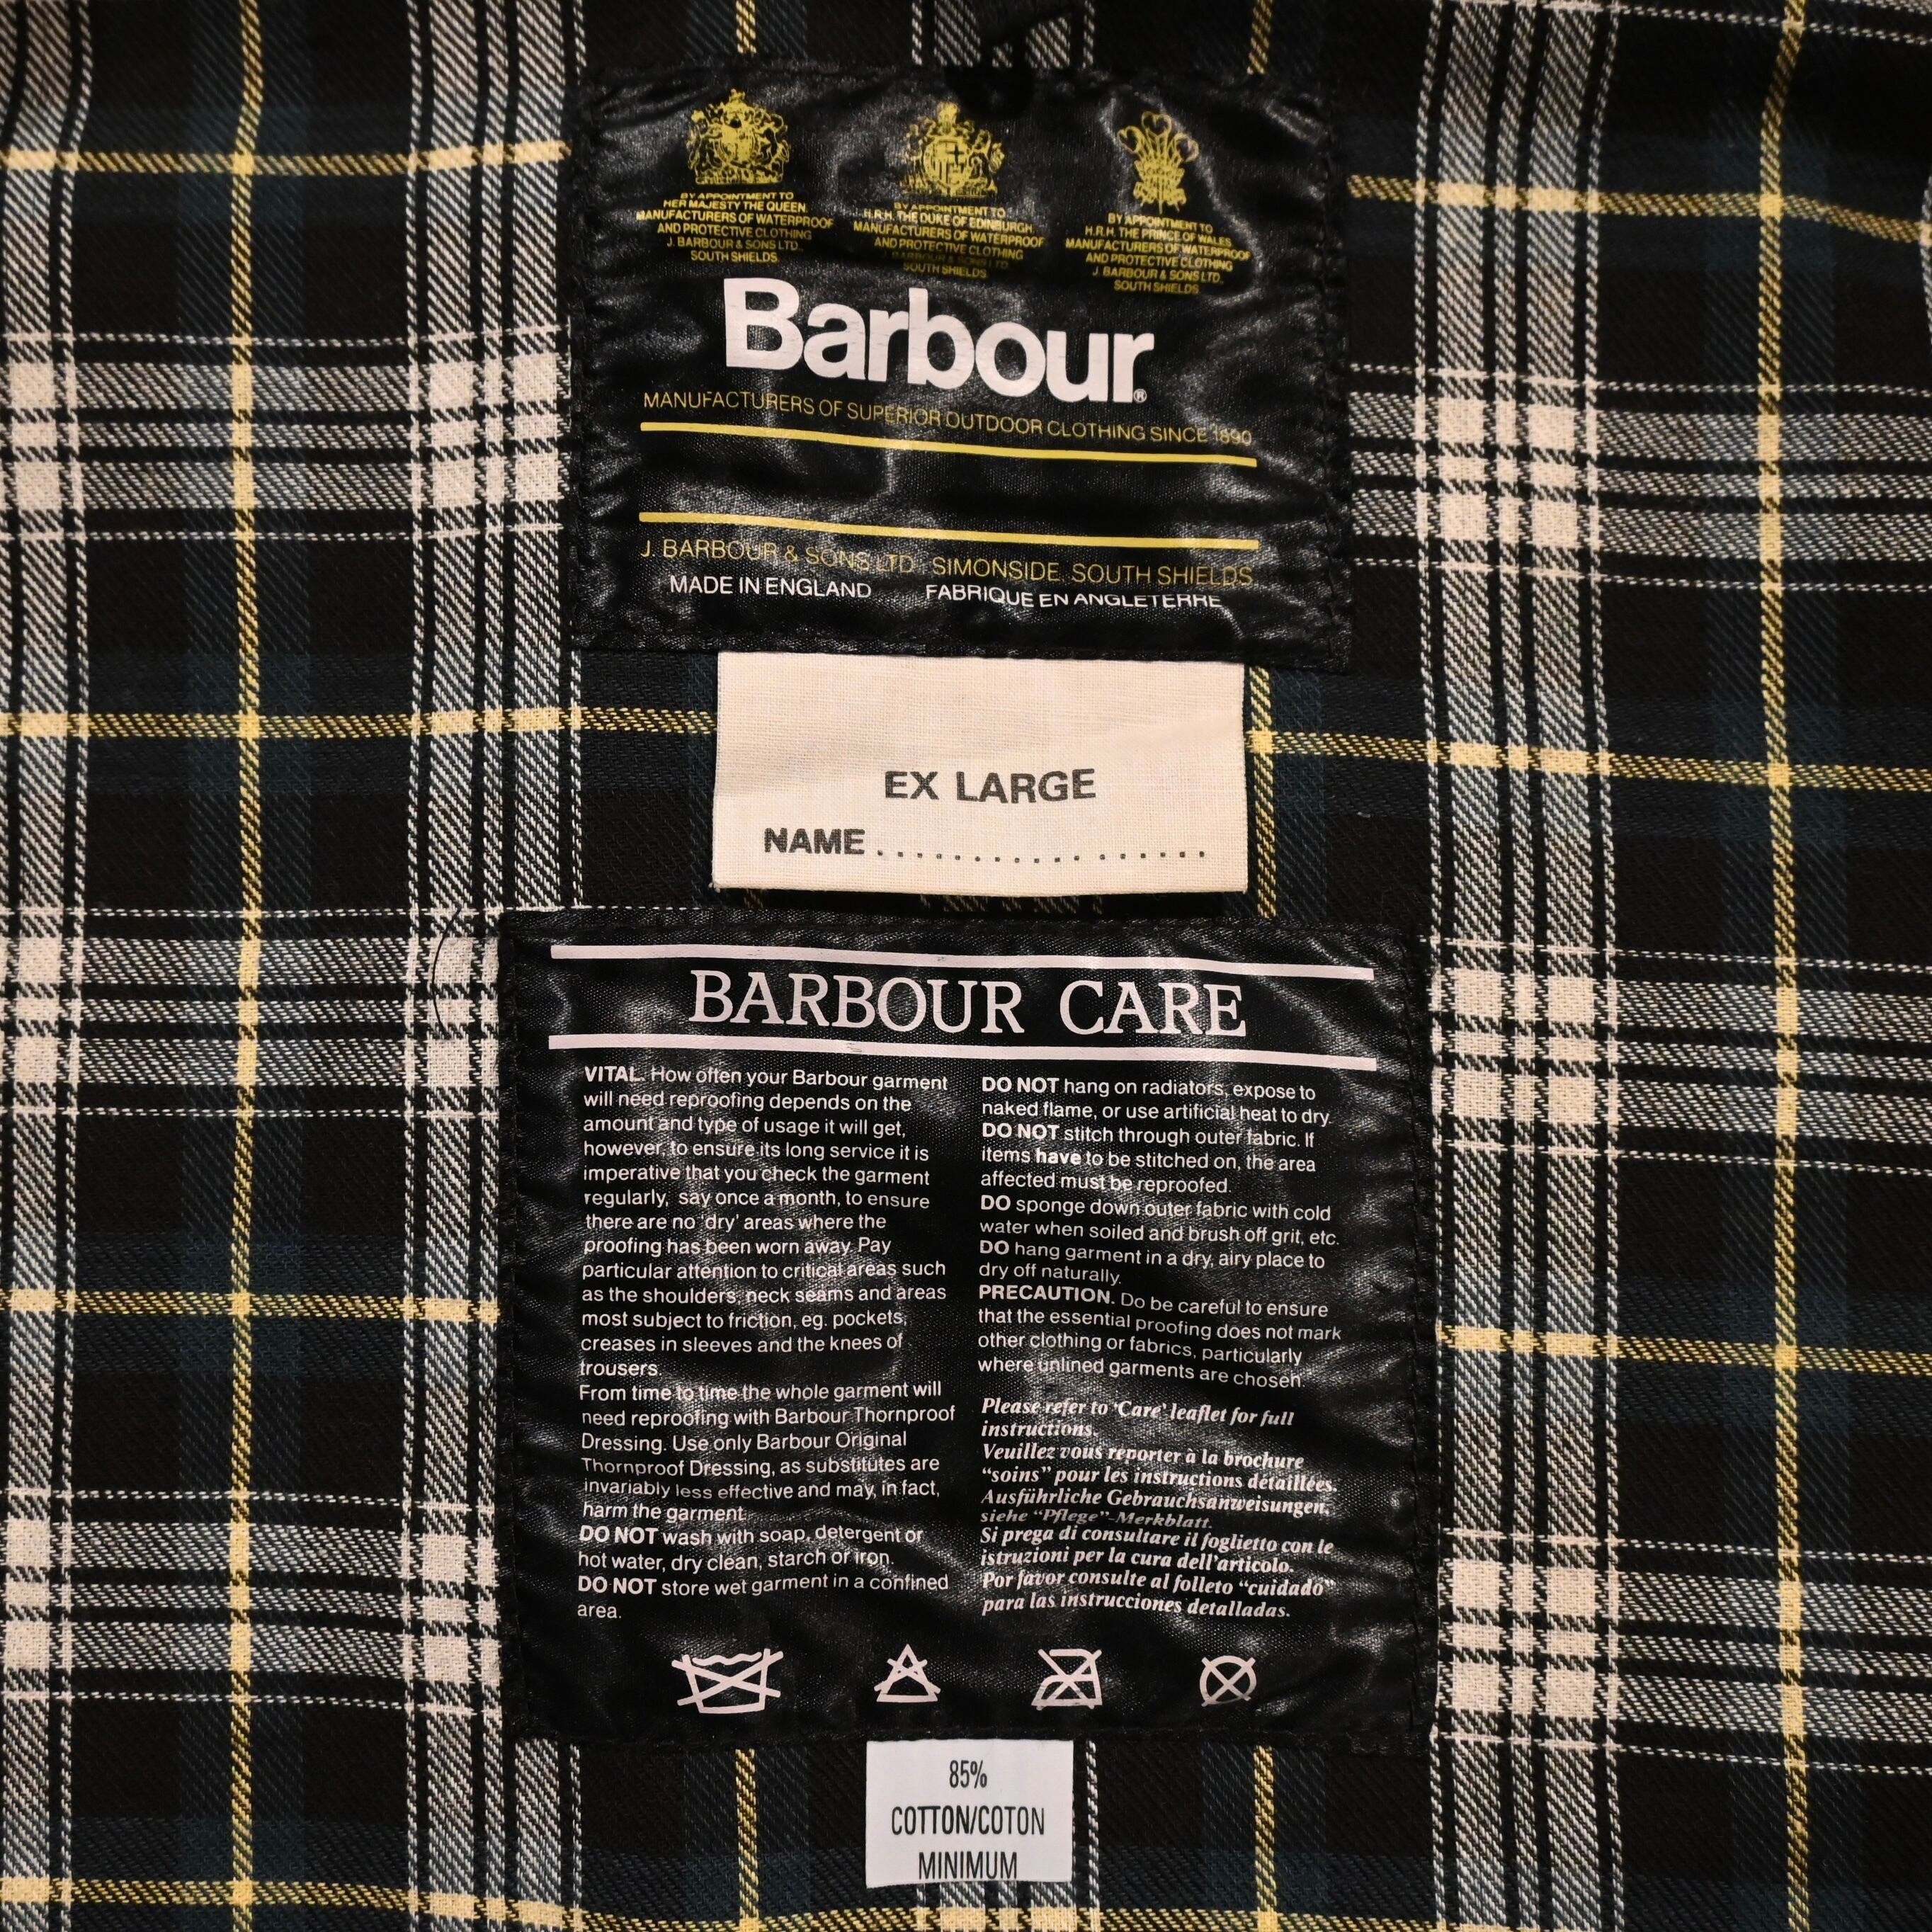 BY APPOINTMENT TO
HER MAJESTY THE QUEEN
MANUFACTURERS OF WATERPROOF
AND PROTECTIVE CLOTHING
J. BARBOUR & SONS LTD.,
SOUTH SHIELDS.
BY APPOINTMENT TO
H.R.H. THE DUKE OF EDINBURGH
MANUFACTURERS OF WATERPROOF
AND PROTECTIVE CLOTHING
J. BARBOUR & SONS LTD.
SOUTH SHIELDS.
BY APPOINTMENT TO
H.R.H. THE PRINCE OF WALES
MANUFACTURERS OF WATERPROOF
AND PROTECTIVE CLOTHING
J. BARBOUR & SONS LTD.,
SOUTH SHIELDS
Barbour®
MANUFACTURERS OF SUPERIOR OUTDOOR CLOTHING SINCE 1890
J. BARBOUR & SONS LTD., SIMONSIDE, SOUTH SHIELDS.
MADE IN ENGLAND FABRIQUE EN ANGLETERRE
EX LARGE
NAME..................
BARBOUR CARE
VITAL. How often your Barbour garment
will need reproofing depends on the
amount and type of usage it will get,
however, to ensure its long service it is
imperative that you check the garment
regularly, say once a month, to ensure
there are no 'dry' areas where the
proofing has been worn away. Pay
particular attention to critical areas such
as the shoulders, neck seams and areas
most subject to friction, eg. pockets,
creases in sleeves and the knees of
trousers.
From time to time the whole garment will
need reproofing with Barbour Thornproof
Dressing. Use only Barbour Original
Thornproof Dressing, as substitutes are
invariably less effective and may, in fact,
harm the garment.
DO NOT wash with soap, detergent or
hot water, dry clean, starch or iron.
DO NOT store wet garment in a confined
area.
DO NOT hang on radiators, expose to
naked flame, or use artificial heat to dry.
DO NOT stitch through outer fabric. If
items have to be stitched on, the area
affected must be reproofed.
DO sponge down outer fabric with cold
water when soiled and brush off grit, etc.
DO hang garment in a dry, airy place to
dry off naturally.
PRECAUTION. Do be careful to ensure
that the essential proofing does not mark
other clothing or fabrics, particularly
where unlined garments are chosen.
Please refer to 'Care' leaflet for full
instructions.
Veuillez vous reporter à la brochure
“soins” pour les instructions détaillées.
Ausführliche Gebrauchsanweisungen,
siehe “Pflege”-Merkblatt.
Si prega di consultare il foglietto con le
istruzioni per la cura dell'articolo.
Por favor consulte al folleto “cuidado”
para las instrucciones detalladas.
85%
COTTON/COTON
MINIMUM